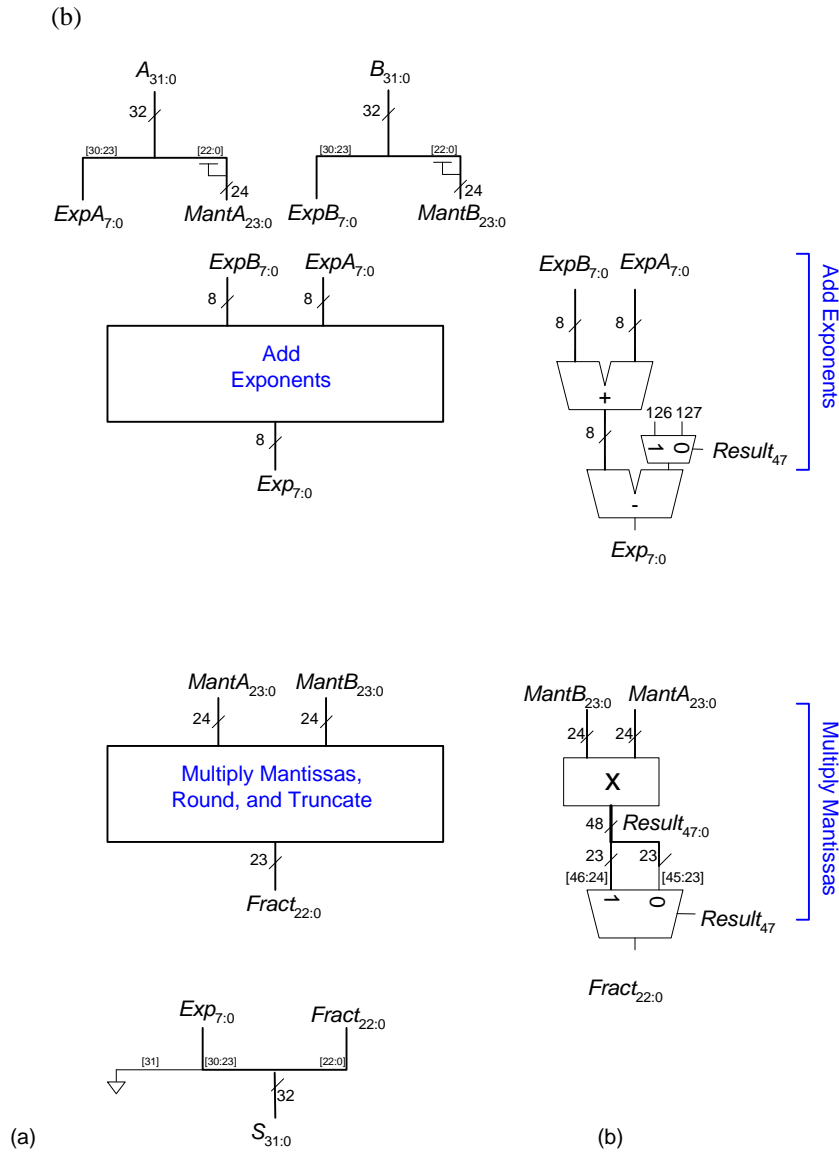 (b)
A31:0
B31:0
32
32
[30:23]
[22:0]
[30:23]
[22:0]
24
24
ExpA7:0
MantA23:0
ExpB7:0
MantB23:0
ExpB7:0
ExpA7:0
8
8
Add
Exponents
8
Exp7:0
ExpB7:0
ExpA7:0
8
8
+
126
127
8
1
0
Result47
-
Exp7:0
Add Exponents
MantA23:0
MantB23:0
24
24
Multiply Mantissas,
Round, and Truncate
23
Fract22:0
MantB23:0
MantA23:0
24
24
X
48
Result47:0
23
23
[46:24]
[45:23]
1
0
Result47
Fract22:0
Multiply Mantissas
Exp7:0
Fract22:0
[31]
[30:23]
[22:0]
32
S31:0
(a)
(b)